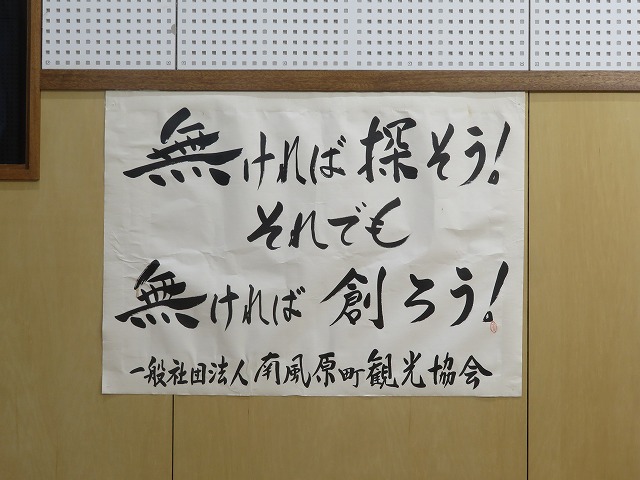 無ければ探そう!
それでも
無ければ創ろう!
一般社団法人南風原町観光協会